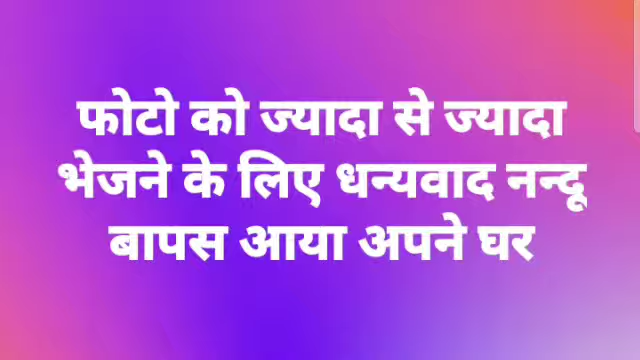 फोटो को ज्यादा से ज्यादा
भेजने के लिए धन्यवाद नन्दू
बापस आया अपने घर